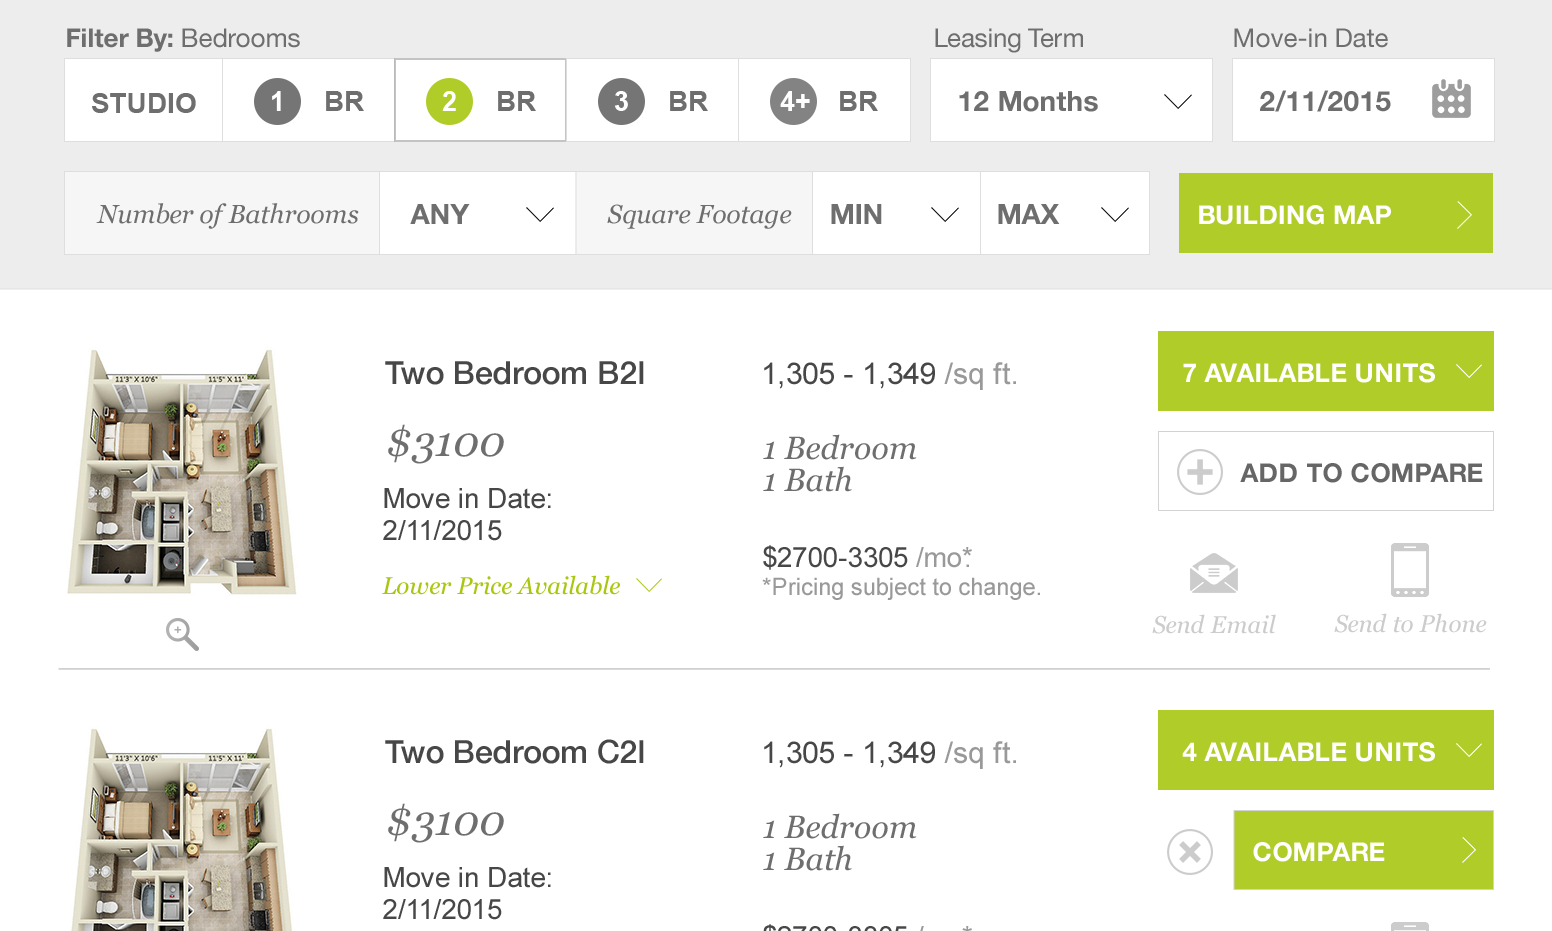 Filter By: Bedrooms
Leasing Term
Move-in Date
STUDIO
1 BR
2 BR
3 BR
4+ BR
12 Months
2/11/2015
Number of Bathrooms
ANY
Square Footage
MIN
MAX
BUILDING MAP
11'3" X 10'6"
11'5" X 11'
Two Bedroom B2I
$3100
Move in Date:
2/11/2015
Lower Price Available
1,305 - 1,349 /sq ft.
1 Bedroom
1 Bath
$2700-3305 /mo*.
*Pricing subject to change.
7 AVAILABLE UNITS
ADD TO COMPARE
Send Email
Send to Phone
11'3" X 10'6"
11'5" X 11'
Two Bedroom C2I
$3100
Move in Date:
2/11/2015
1,305 - 1,349 /sq ft.
1 Bedroom
1 Bath
4 AVAILABLE UNITS
COMPARE